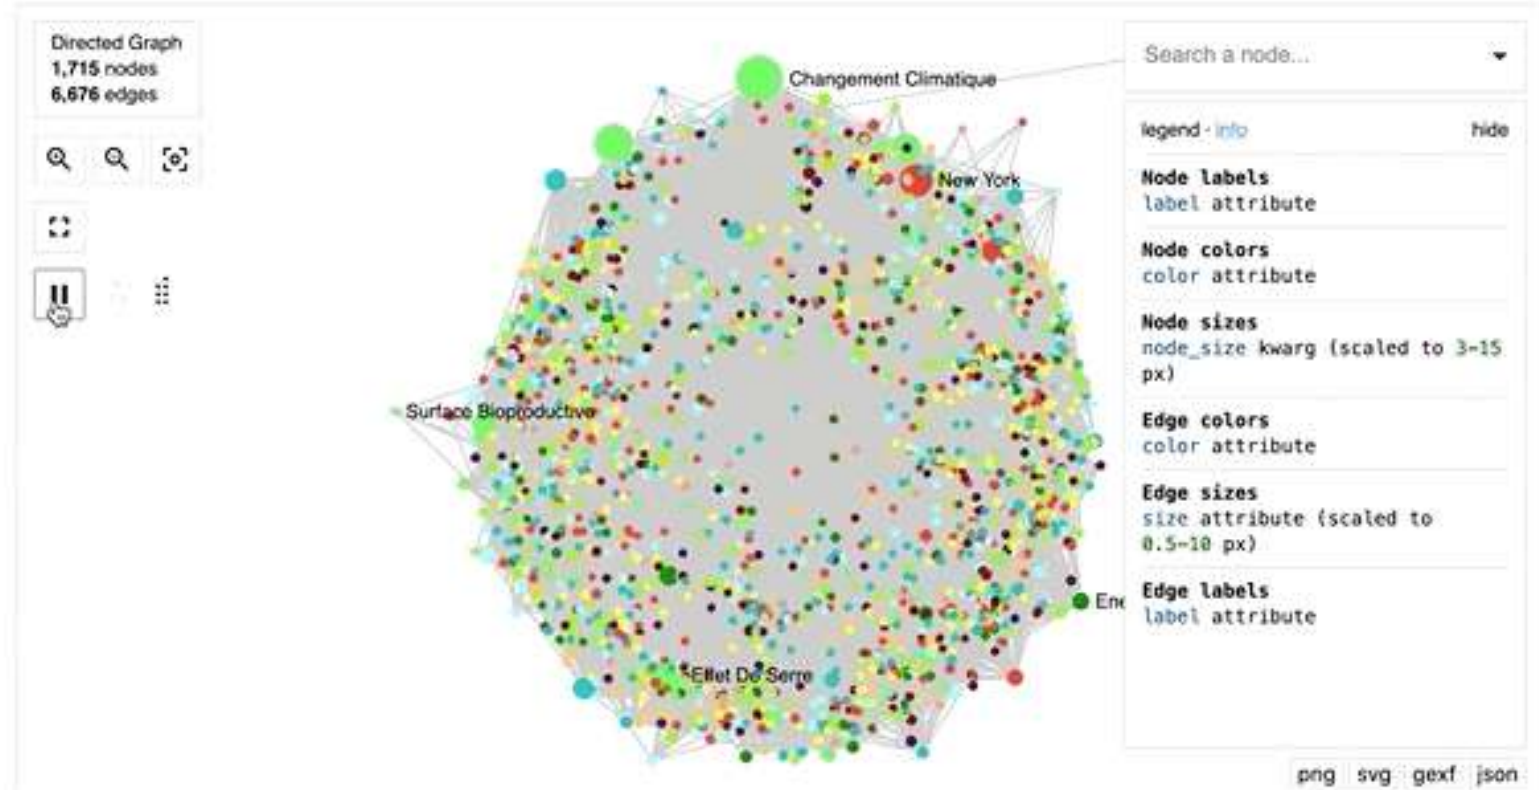 Directed Graph
1,715 nodes
6,676 edges
Changement Climatique
New York
Surface Bioproductive
Ene
Effet De Serre
Search a node...
legend - info
hide
Node labels
label attribute
Node colors
color attribute
Node sizes
node_size kwarg (scaled to 3-15
px)
Edge colors
color attribute
Edge sizes
size attribute (scaled to
0.5-10 px)
Edge labels
label attribute
png svg gexf json